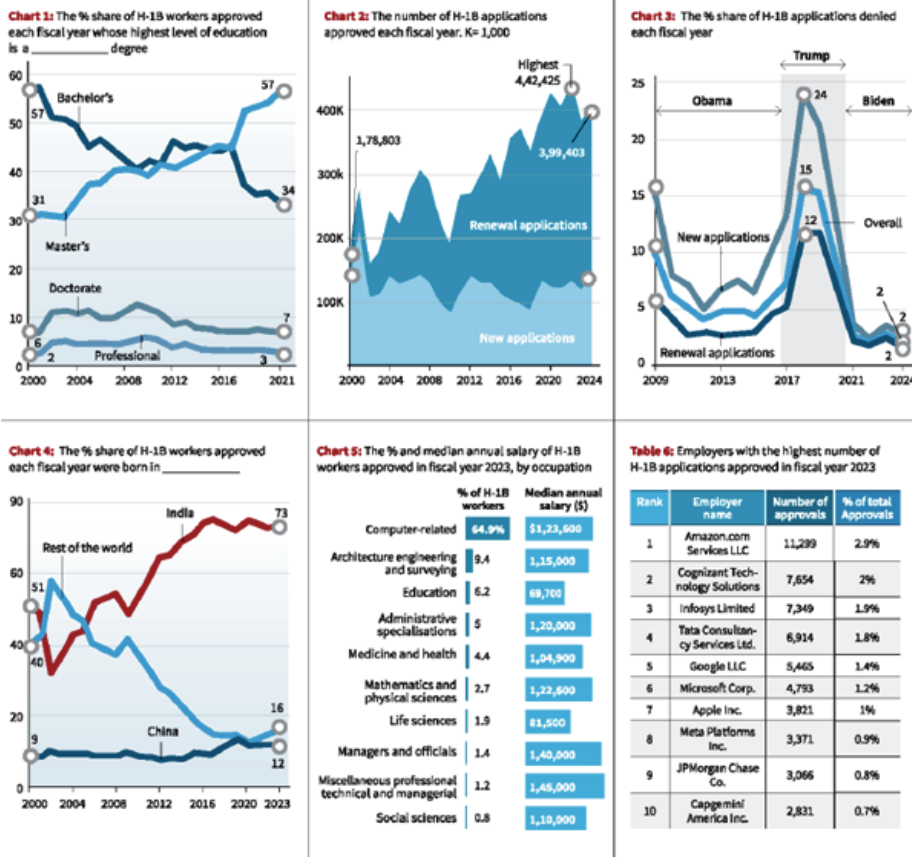 Chart 1: The % share of H-1B workers approved
each fiscal year whose highest level of education
is a __________ degree
60
50
40
30
20
10
0
57
Bachelor's
57
31
Master's
34
Doctorate
7
6
2
Professional
3
2000
2004
2008
2012
2016
2021
Chart 2: The number of H-1B applications
approved each fiscal year. K= 1,000
Highest
4,42,425
400K
300K
200K
100K
1,78,803
3,99,403
Renewal applications
New applications
2000
2004
2008
2012
2016
2020
2024
Chart 3: The % share of H-1B applications denied
each fiscal year
Trump
Obama
Biden
25
20
15
10
5
0
24
15
12
New applications
Overall
Renewal applications
2
2
2
2009
2013
2017
2021
2024
Chart 4: The % share of H-1B workers approved
each fiscal year were born in __________
90
60
40
20
0
India
73
Rest of the world
51
40
16
China
9
12
2000
2004
2008
2012
2016
2020
2023
Chart 5: The % and median annual salary of H-1B
workers approved in fiscal year 2023, by occupation
% of H-1B
workers
Median annual
salary ($)
Computer-related 64.9% $1,23,600
Architecture engineering
and surveying 9.4 1,15,000
Education 6.2 69,700
Administrative
specialisations 5 1,20,000
Medicine and health 4.4 1,04,900
Mathematics and
physical sciences 2.7 1,22,600
Life sciences 1.9 81,500
Managers and officials 1.4 1,40,000
Miscellaneous professional
technical and managerial 1.2 1,45,000
Social sciences 0.8 1,10,000
Table 6: Employers with the highest number of
H-1B applications approved in fiscal year 2023
Rank Employer name Number of approvals % of total Approvals
1 Amazon.com Services LLC 11,299 2.9%
2 Cognizant Tech-
nology Solutions 7,654 2%
3 Infosys Limited 7,349 1.9%
4 Tata Consultan-
cy Services Ltd. 6,914 1.8%
5 Google LLC 5,465 1.4%
6 Microsoft Corp. 4,793 1.2%
7 Apple Inc. 3,821 1%
8 Meta Platforms
Inc. 3,371 0.9%
9 JPMorgan Chase
Co. 3,066 0.8%
10 Capgemini
America Inc. 2,831 0.7%